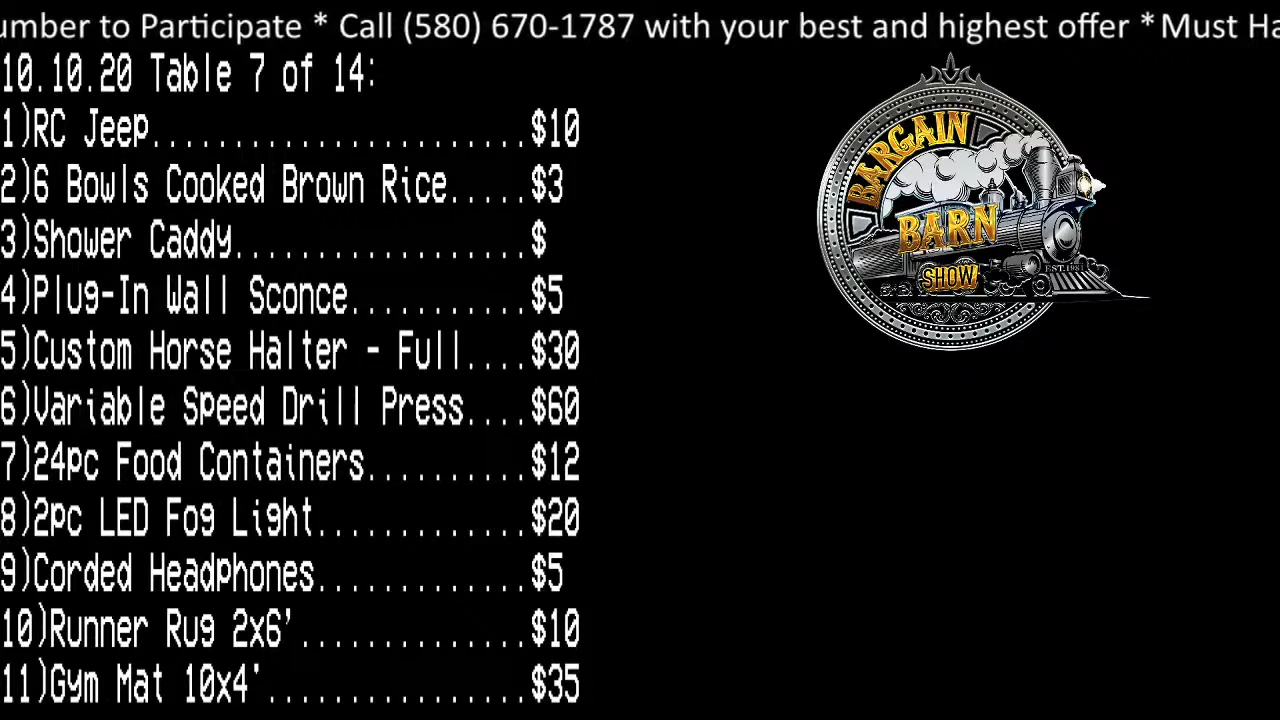 umber to Participate * Call (580) 670-1787 with your best and highest offer * Must Ha
10.10.20 Table 7 of 14:
1)RC Jeep.......................$10
2)6 Bowls Cooked Brown Rice.....$3
3)Shower Caddy..................$
4)Plug-In Wall Sconce...........$5
5)Custom Horse Halter - Full....$30
6)Variable Speed Drill Press....$60
7)24pc Food Containers..........$12
8)2pc LED Fog Light.............$20
9)Corded Headphones.............$5
10)Runner Rug 2x6'..............$10
11)Gym Mat 10x4'................$35
BARGAIN
BARN
SHOW